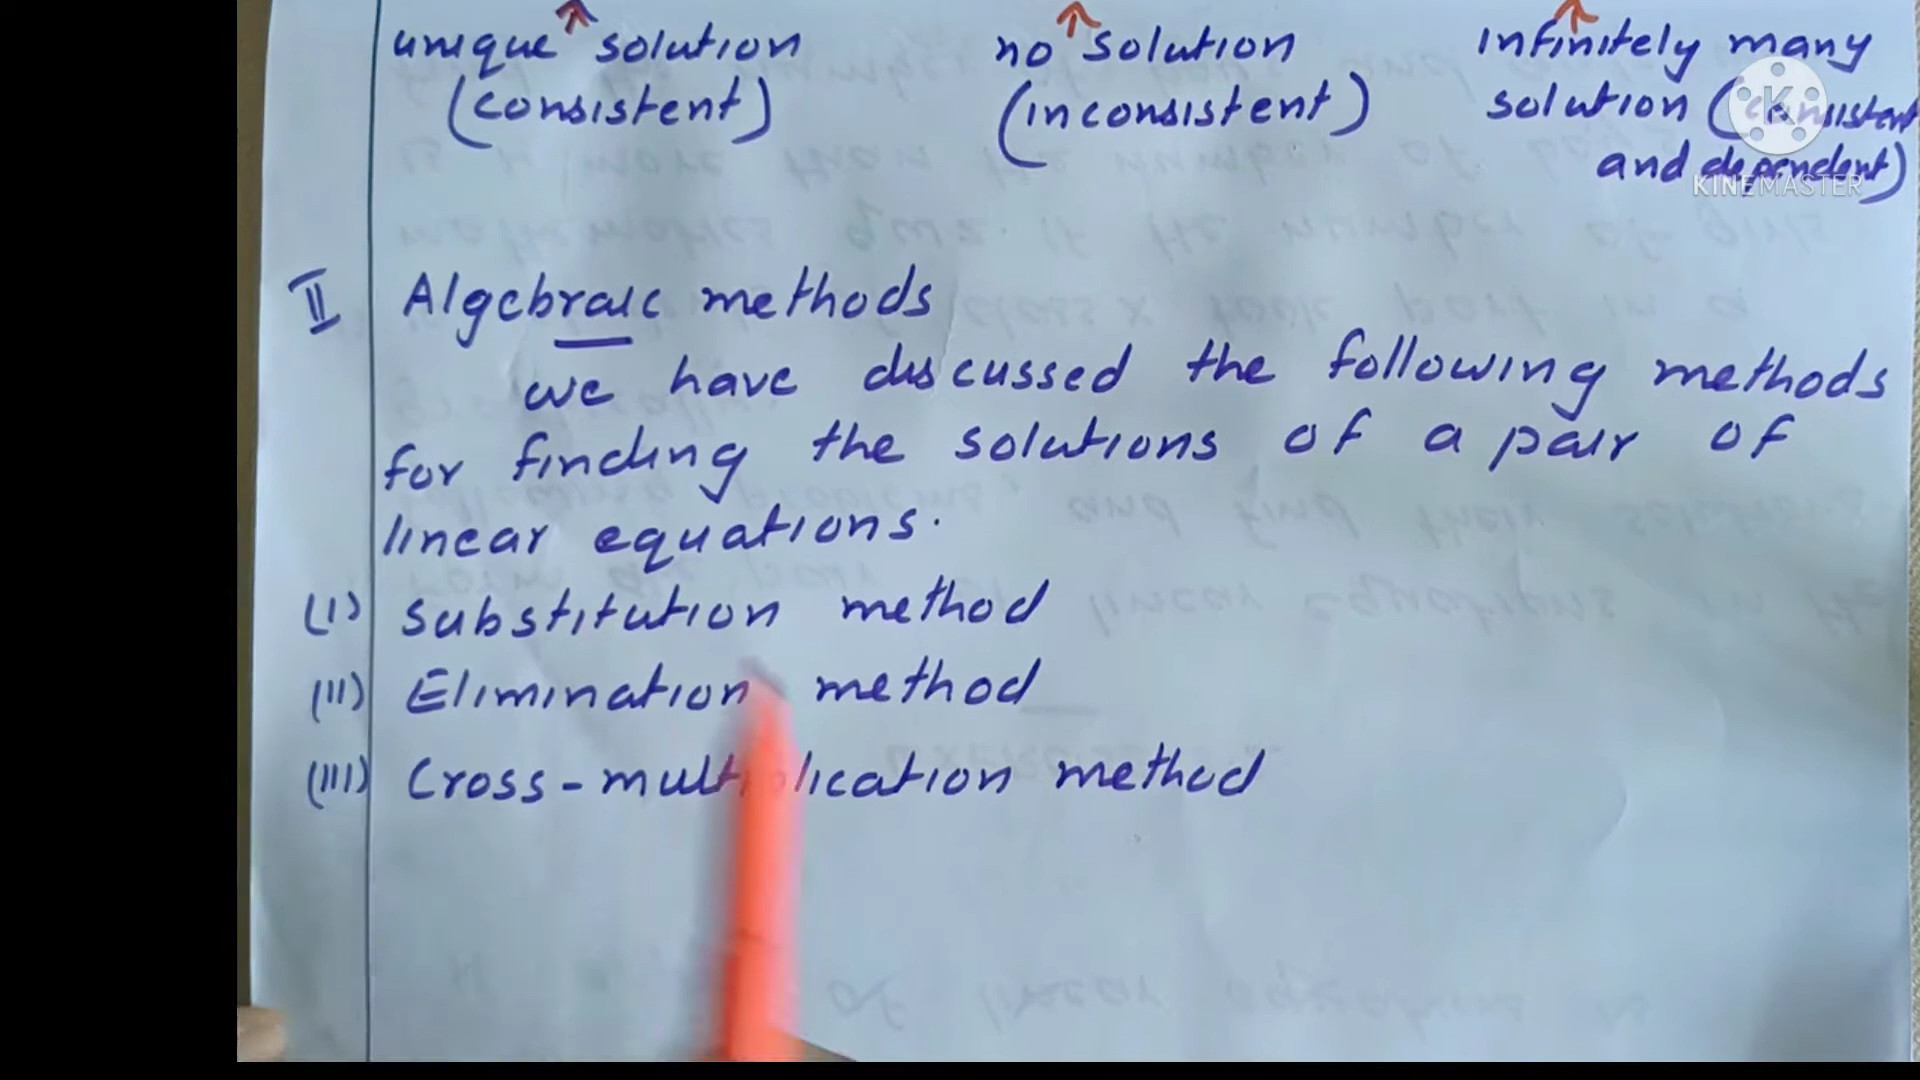 unique solution no solution infinitely many
(consistent) (inconsistent) solution (consistent
and dependent)
KINEMASTER
II Algebraic methods
we have discussed the following methods
for finding the solutions of a pair of
linear equations.
(I) substitution method
(II) Elimination method
(III) Cross-multiplication method